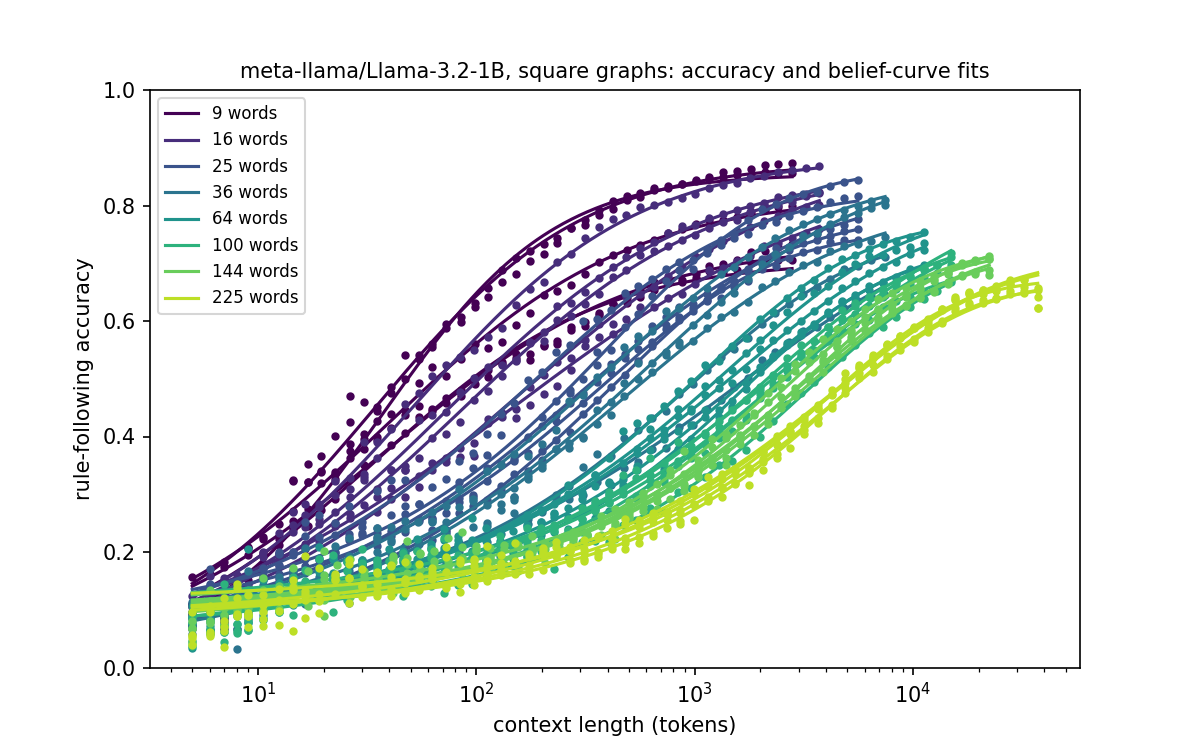 meta-llama/Llama-3.2-1B, square graphs: accuracy and belief-curve fits
1.0
0.8
0.6
0.4
0.2
0.0
rule-following accuracy
9 words
16 words
25 words
36 words
64 words
100 words
144 words
225 words
10¹
10²
10³
10⁴
context length (tokens)